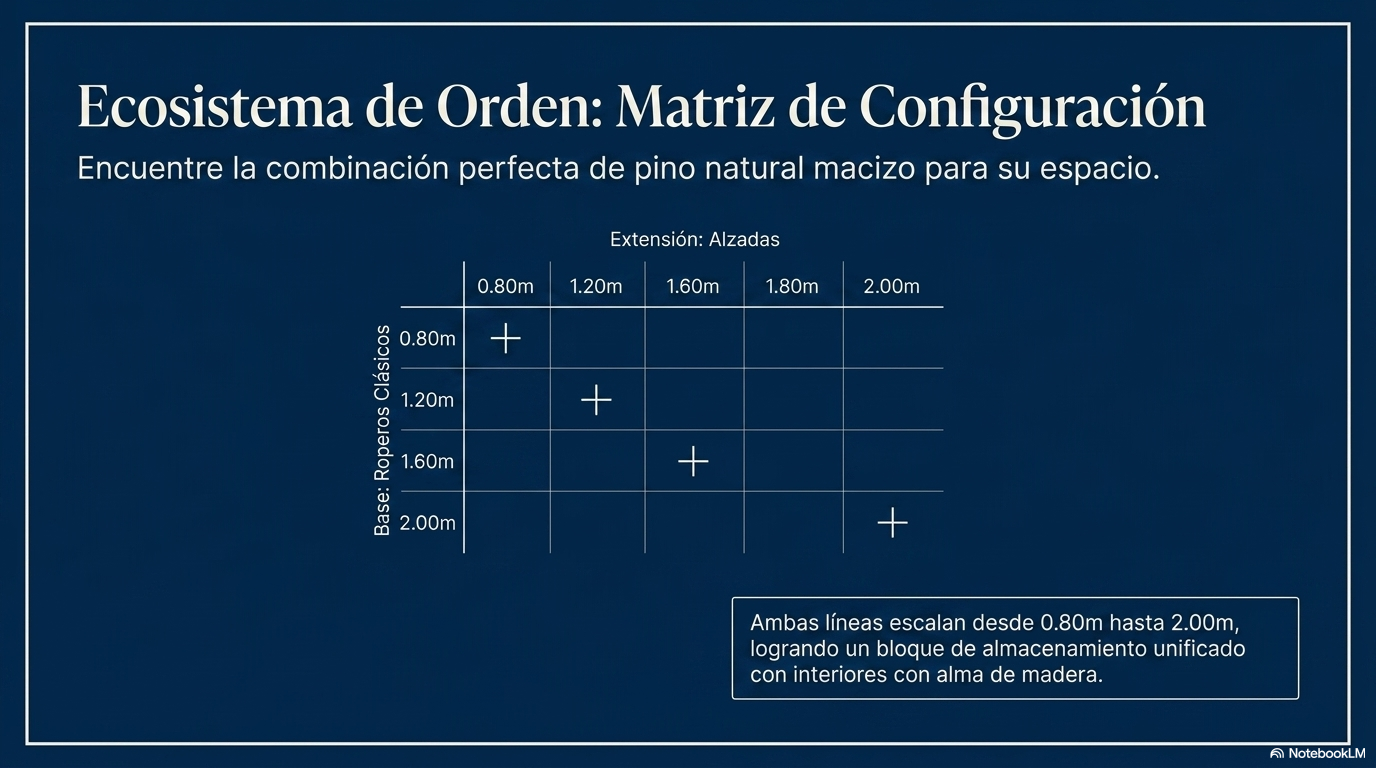 Ecosistema de Orden: Matriz de Configuración
Encuentre la combinación perfecta de pino natural macizo para su espacio.
Extensión: Alzadas
0.80m 1.20m 1.60m 1.80m 2.00m
Base: Roperos Clásicos
0.80m
1.20m
1.60m
2.00m
Ambas líneas escalan desde 0.80m hasta 2.00m,
logrando un bloque de almacenamiento unificado
con interiores con alma de madera.
NotebookLM